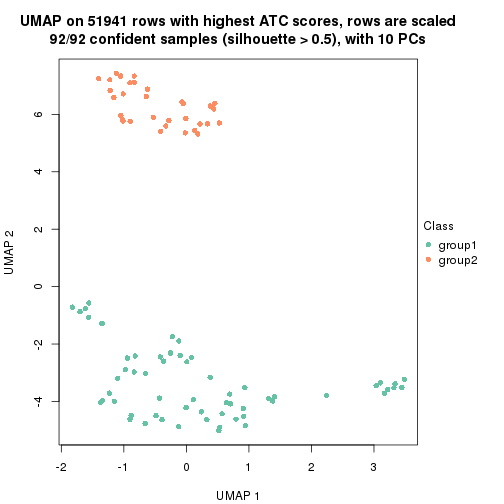 UMAP on 51941 rows with highest ATC scores, rows are scaled
92/92 confident samples (silhouette > 0.5), with 10 PCs
6
4
2
0
-2
-4
UMAP 2
-2
-1
0
1
2
3
UMAP 1
Class
group1
group2